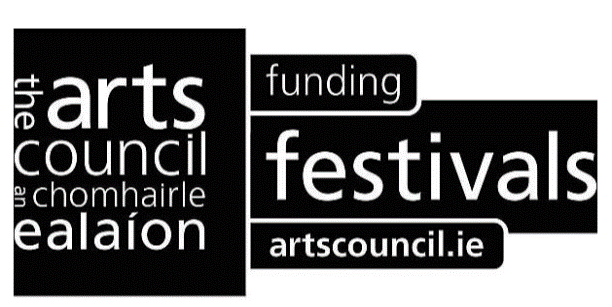 the arts
council
an chomhairle
ealaíon
funding
festivals
artscouncil.ie